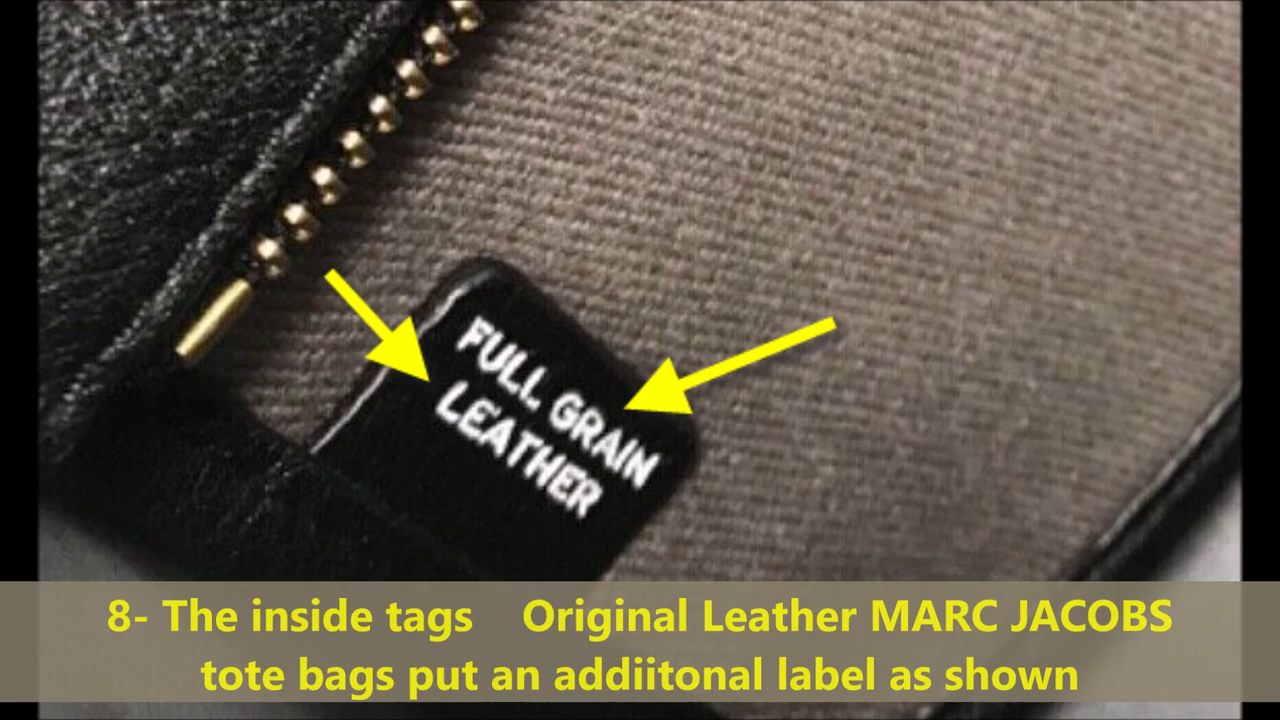 FULL GRAIN
LEATHER
8- The inside tags    Original Leather MARC JACOBS
tote bags put an addiitonal label as shown